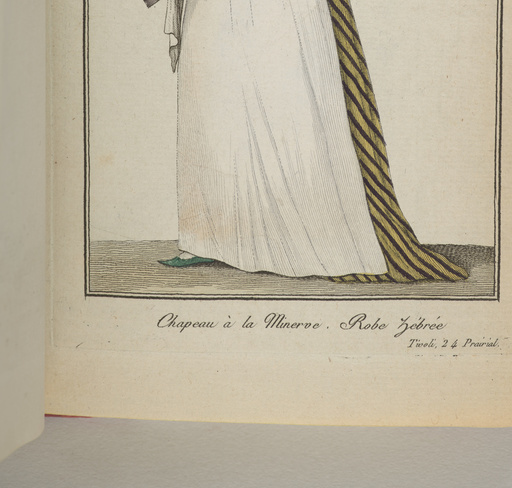 Chapeau à la Minerve. Robe Zébrée
Tivoli, 24 Prairial.